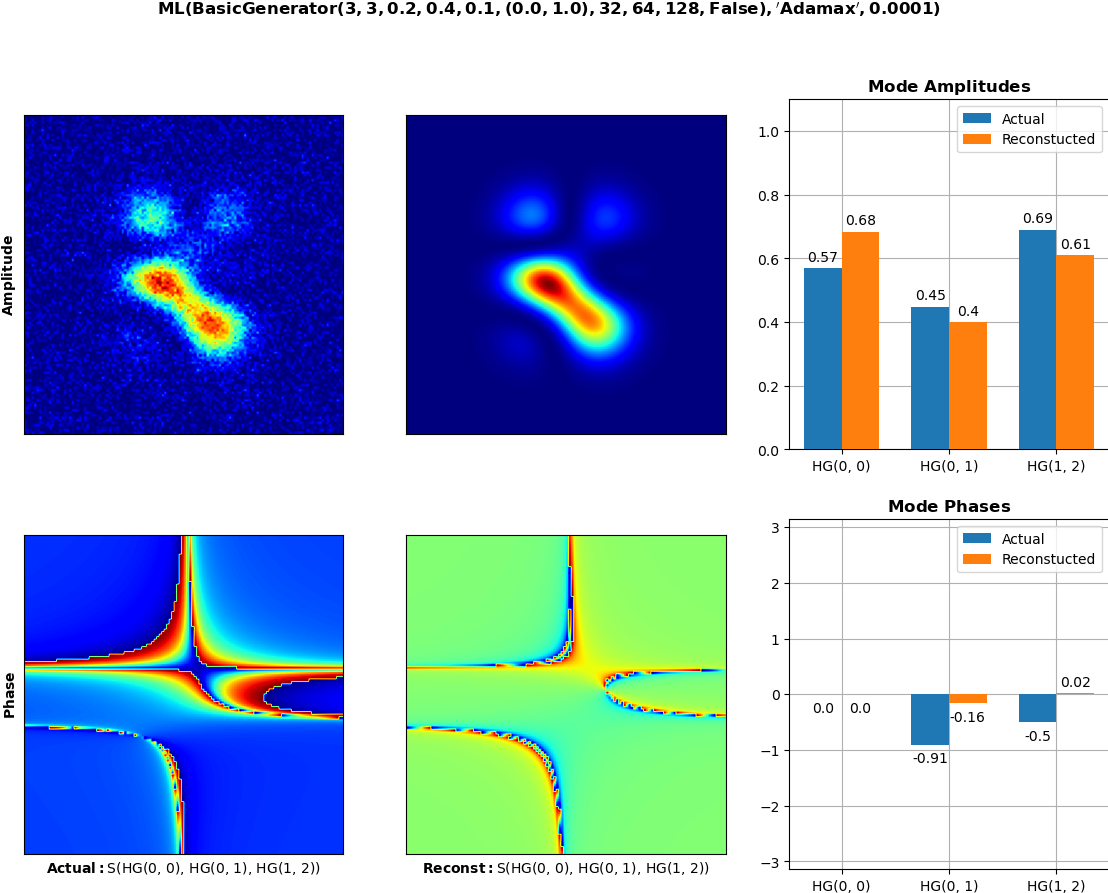 ML(BasicGenerator(3, 3, 0.2, 0.4, 0.1, (0.0, 1.0), 32, 64, 128, False), 'Adamax', 0.0001)
Amplitude
Mode Amplitudes
Actual
Reconstucted
1.0
0.8
0.6
0.4
0.2
0.0
0.57
0.68
0.45
0.4
0.69
0.61
HG(0, 0)
HG(0, 1)
HG(1, 2)
Phase
Actual: S(HG(0, 0), HG(0, 1), HG(1, 2))
Reconst: S(HG(0, 0), HG(0, 1), HG(1, 2))
Mode Phases
Actual
Reconstucted
3
2
1
0
−1
−2
−3
0.0
0.0
-0.91
-0.16
-0.5
0.02
HG(0, 0)
HG(0, 1)
HG(1, 2)